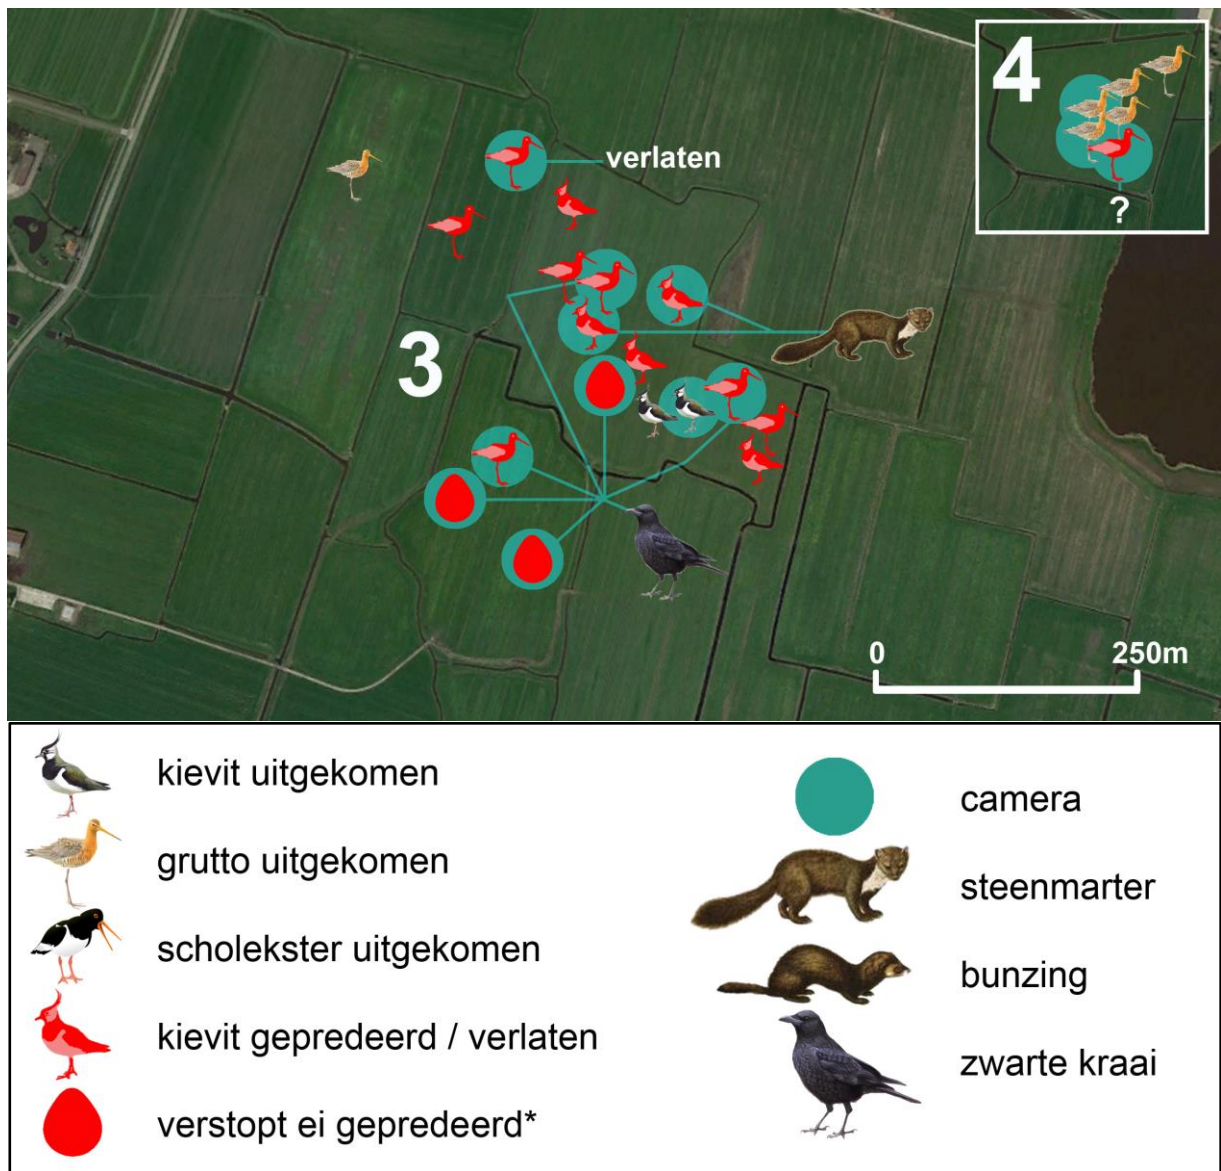 4
verlaten
?
3
0 250m
kievit uitgekomen
grutto uitgekomen
scholekster uitgekomen
kievit gepredeerd / verlaten
verstopt ei gepredeerd*
camera
steenmarter
bunzing
zwarte kraai